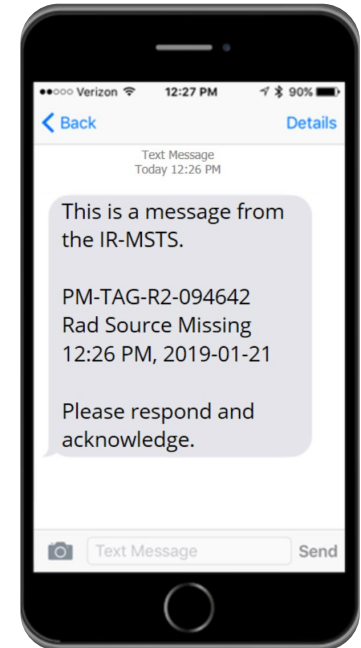 Verizon 12:27 PM 90%
Back Details
Text Message
Today 12:26 PM
This is a message from
the IR-MSTS.
PM-TAG-R2-094642
Rad Source Missing
12:26 PM, 2019-01-21
Please respond and
acknowledge.
Text Message Send